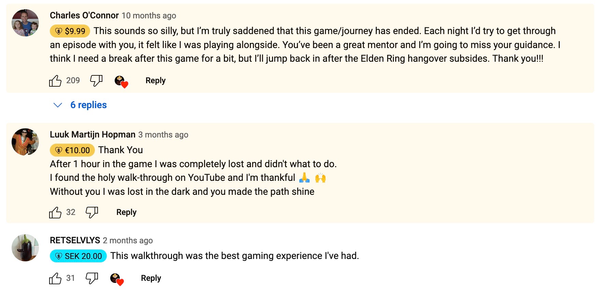 Charles O'Connor 10 months ago
$9.99 This sounds so silly, but I'm truly saddened that this game/journey has ended. Each night I'd try to get through
an episode with you, it felt like I was playing alongside. You've been a great mentor and I'm going to miss your guidance. I
think I need a break after this game for a bit, but I'll jump back in after the Elden Ring hangover subsides. Thank you!!!
209 Reply
6 replies
Luuk Martijn Hopman 3 months ago
€10.00 Thank You
After 1 hour in the game I was completely lost and didn't what to do.
I found the holy walk-through on YouTube and I'm thankful 🙏 🙌
Without you I was lost in the dark and you made the path shine
32 Reply
RETSELVLYS 2 months ago
SEK 20.00 This walkthrough was the best gaming experience I've had.
31 Reply